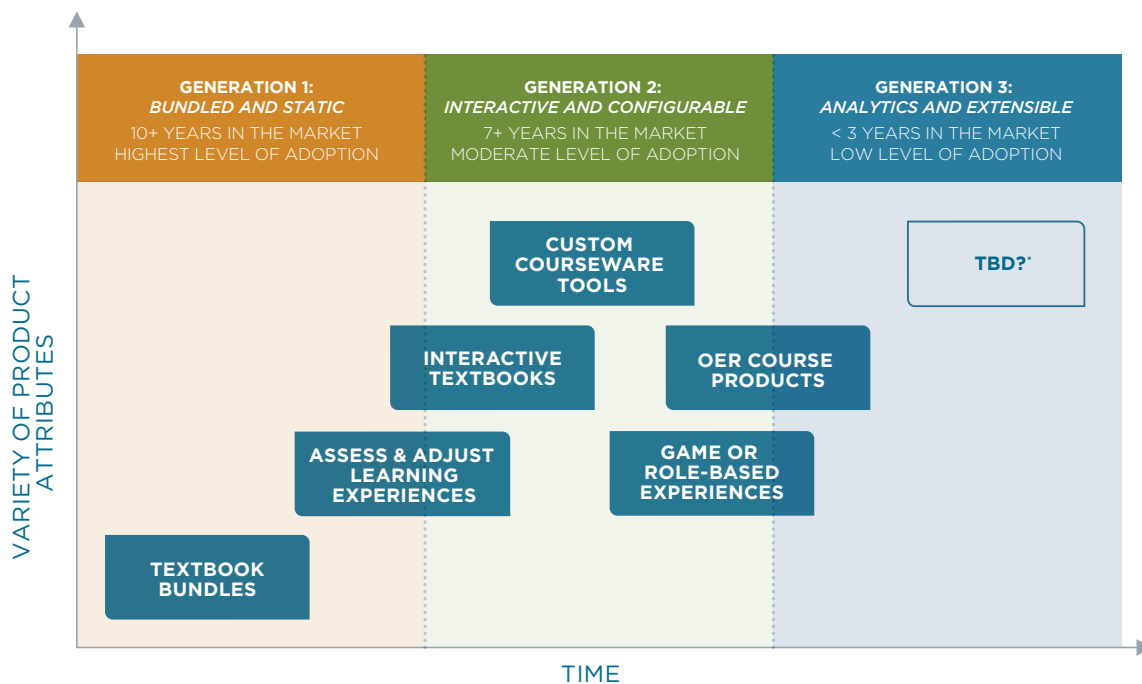 GENERATION 1:
BUNDLED AND STATIC
10+ YEARS IN THE MARKET
HIGHEST LEVEL OF ADOPTION
GENERATION 2:
INTERACTIVE AND CONFIGURABLE
7+ YEARS IN THE MARKET
MODERATE LEVEL OF ADOPTION
GENERATION 3:
ANALYTICS AND EXTENSIBLE
< 3 YEARS IN THE MARKET
LOW LEVEL OF ADOPTION
VARIETY OF PRODUCT
ATTRIBUTES
CUSTOM
COURSEWARE
TOOLS
TBD?*
INTERACTIVE
TEXTBOOKS
OER COURSE
PRODUCTS
ASSESS & ADJUST
LEARNING
EXPERIENCES
GAME OR
ROLE-BASED
EXPERIENCES
TEXTBOOK
BUNDLES
TIME